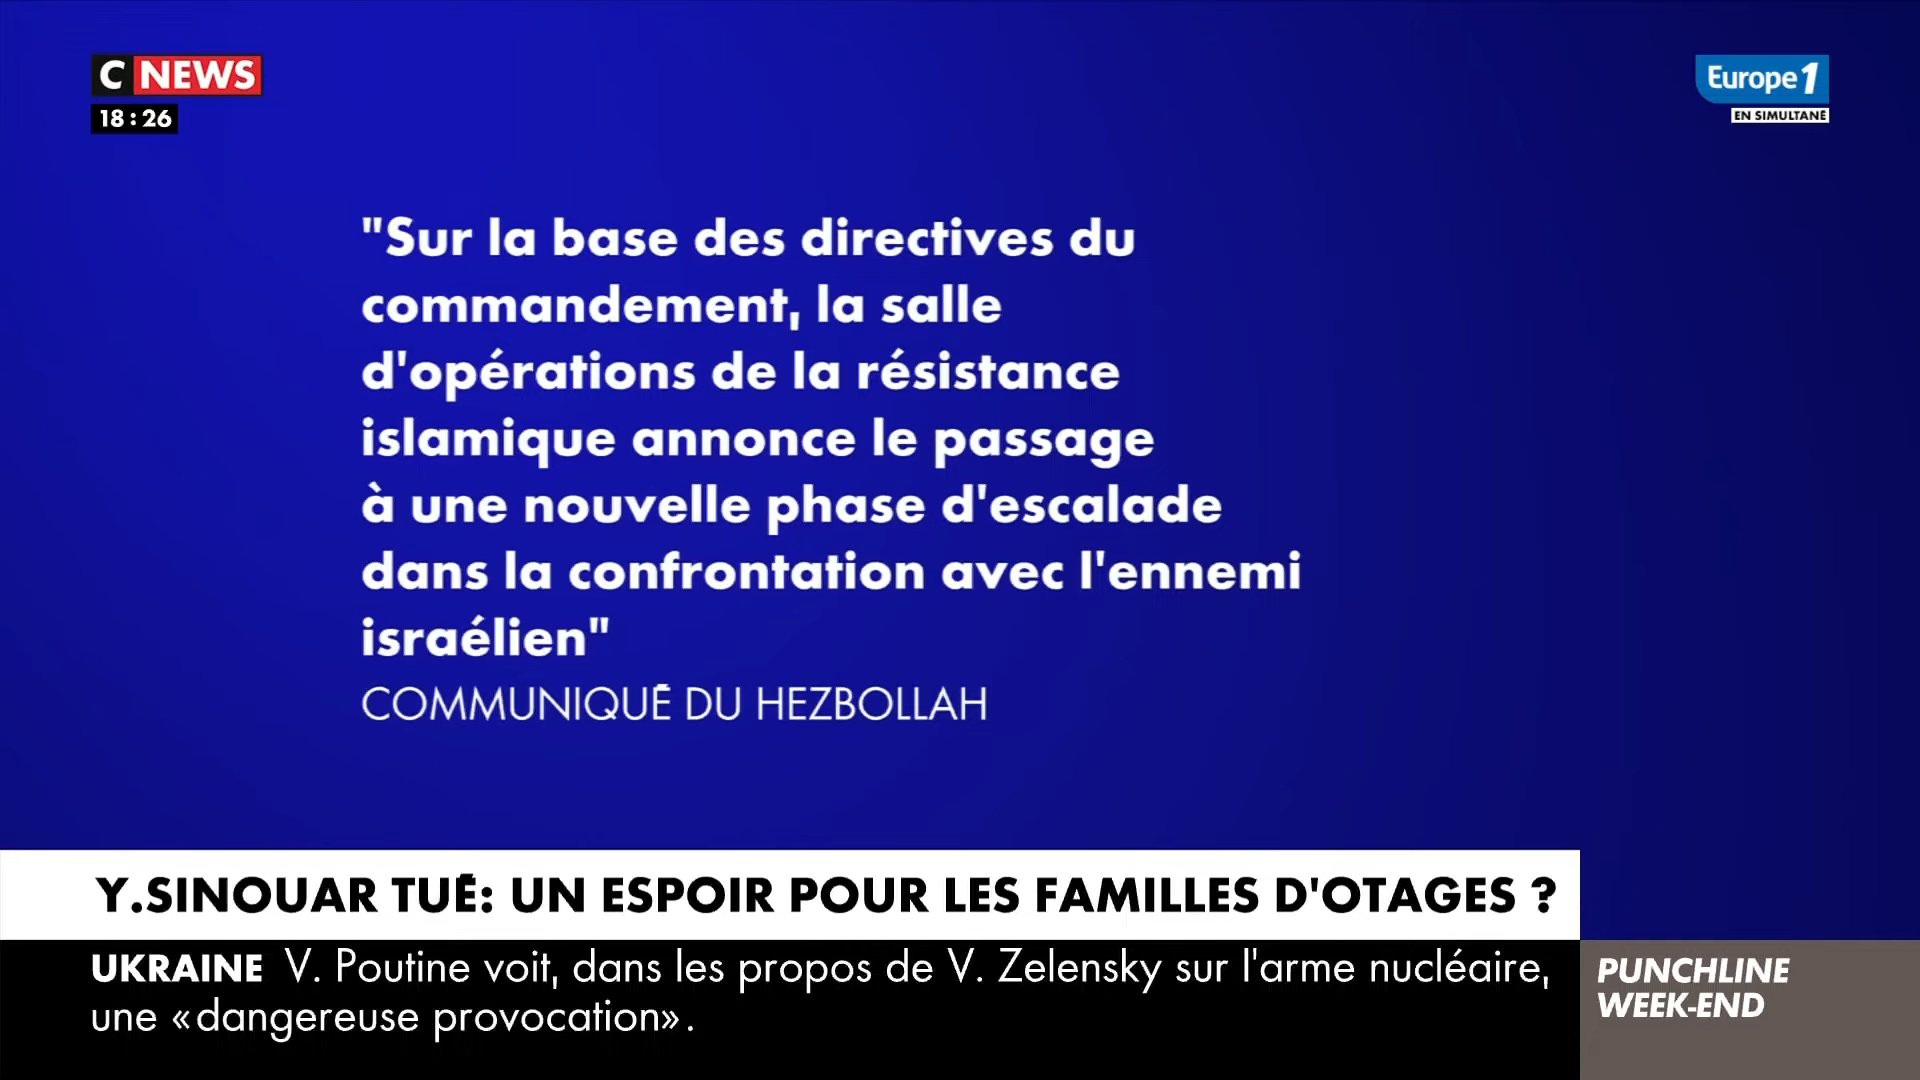 C NEWS
18:26
Europe 1
EN SIMULTANÉ
"Sur la base des directives du
commandement, la salle
d'opérations de la résistance
islamique annonce le passage
à une nouvelle phase d'escalade
dans la confrontation avec l'ennemi
israélien"
COMMUNIQUÉ DU HEZBOLLAH
Y.SINOUAR TUÉ: UN ESPOIR POUR LES FAMILLES D'OTAGES ?
UKRAINE V. Poutine voit, dans les propos de V. Zelensky sur l'arme nucléaire,
une «dangereuse provocation».
PUNCHLINE
WEEK-END